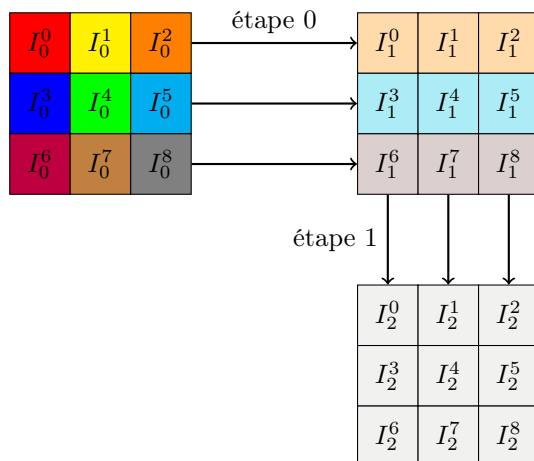 étape 0
I_0^0 I_0^1 I_0^2 I_1^0 I_1^1 I_1^2
I_0^3 I_0^4 I_0^5 I_1^3 I_1^4 I_1^5
I_0^6 I_0^7 I_0^8 I_1^6 I_1^7 I_1^8
étape 1
I_2^0 I_2^1 I_2^2
I_2^3 I_2^4 I_2^5
I_2^6 I_2^7 I_2^8